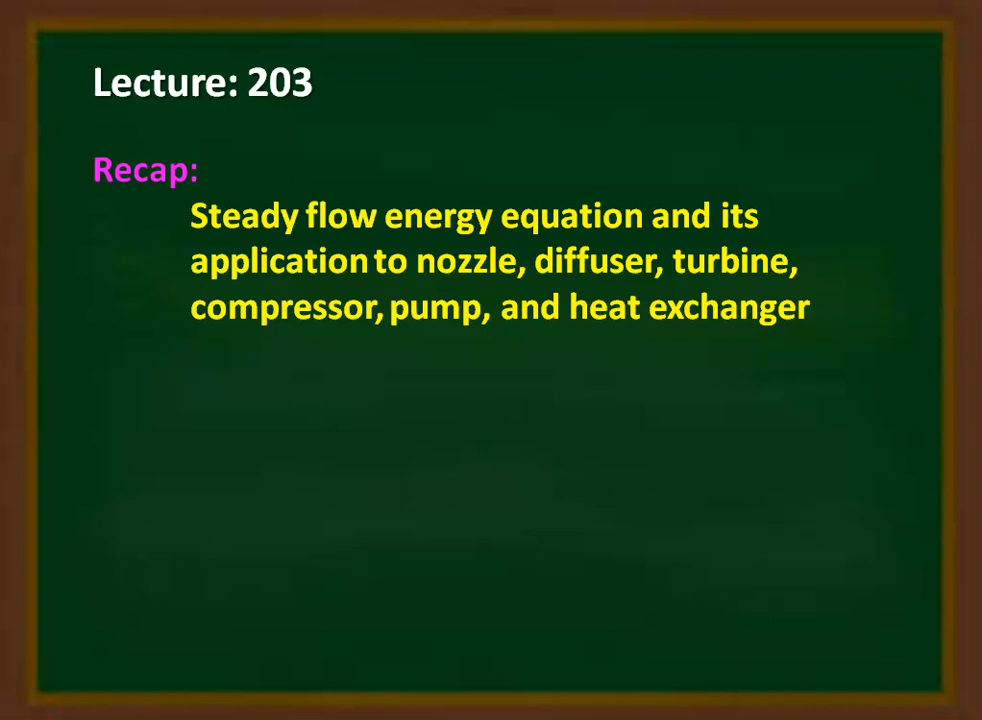 Lecture: 203
Recap:
Steady flow energy equation and its
application to nozzle, diffuser, turbine,
compressor, pump, and heat exchanger